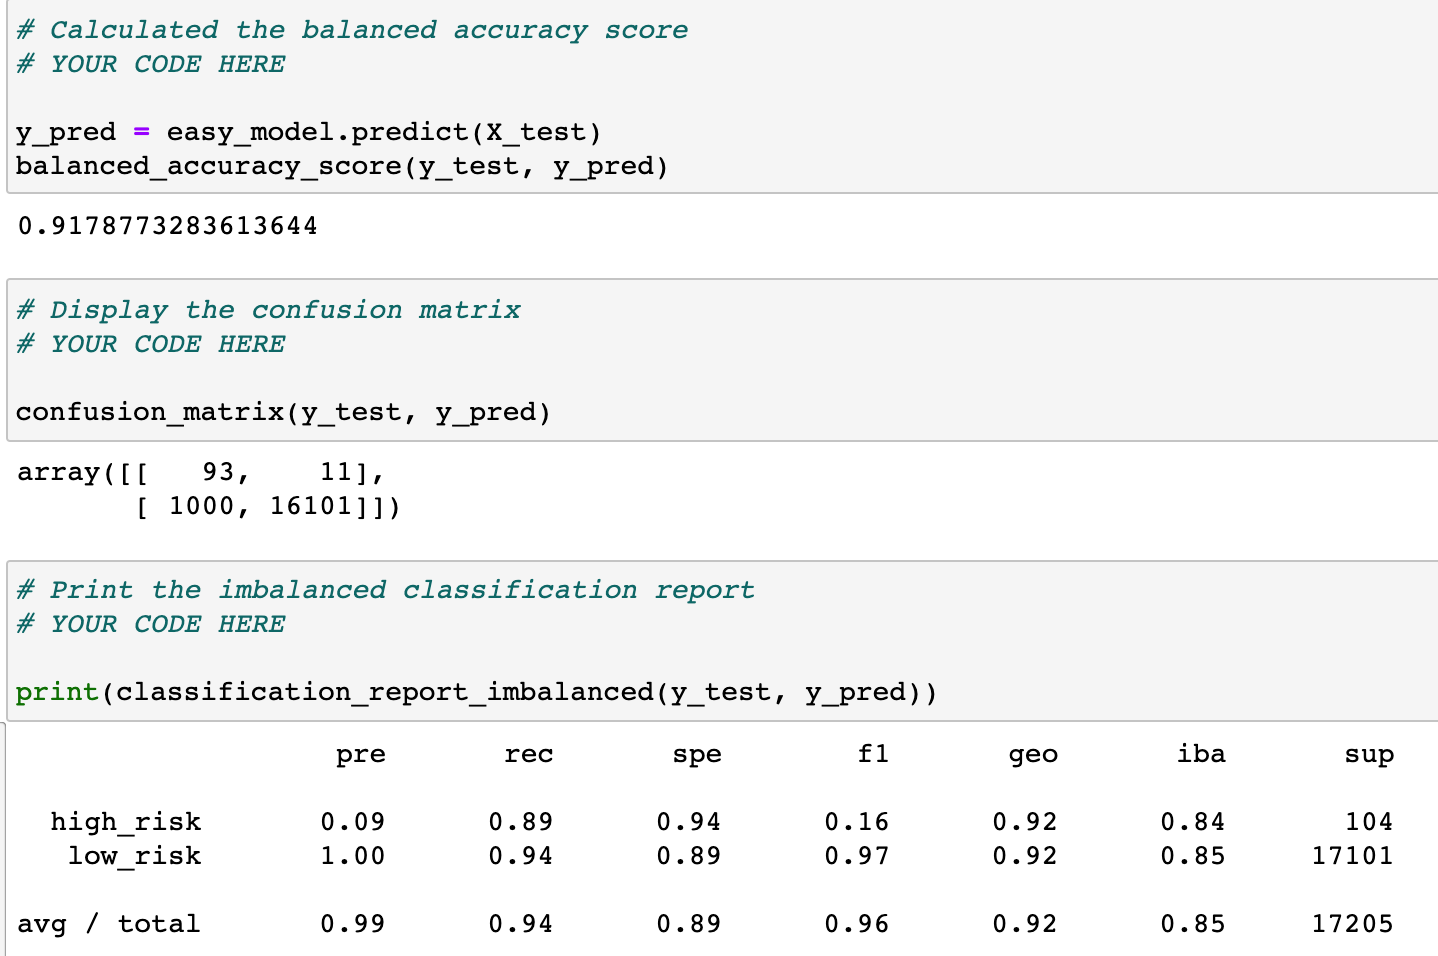 # Calculated the balanced accuracy score
# YOUR CODE HERE
y_pred = easy_model.predict(X_test)
balanced_accuracy_score(y_test, y_pred)
0.9178773283613644
# Display the confusion matrix
# YOUR CODE HERE
confusion_matrix(y_test, y_pred)
array([[   93,    11],
       [ 1000, 16101]])
# Print the imbalanced classification report
# YOUR CODE HERE
print(classification_report_imbalanced(y_test, y_pred))
pre       rec       spe        f1       geo       iba       sup
high_risk       0.09      0.89      0.94      0.16      0.92      0.84       104
low_risk       1.00      0.94      0.89      0.97      0.92      0.85     17101
avg / total       0.99      0.94      0.89      0.96      0.92      0.85     17205